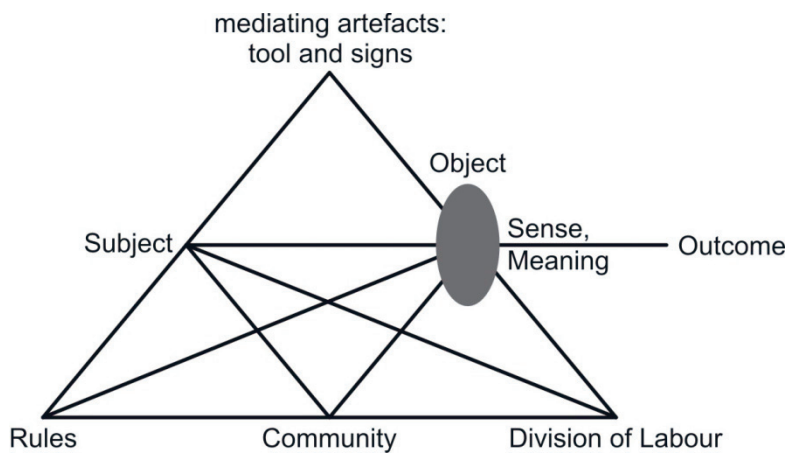 mediating artefacts:
tool and signs
Object
Subject
Sense,
Meaning
Outcome
Rules
Community
Division of Labour